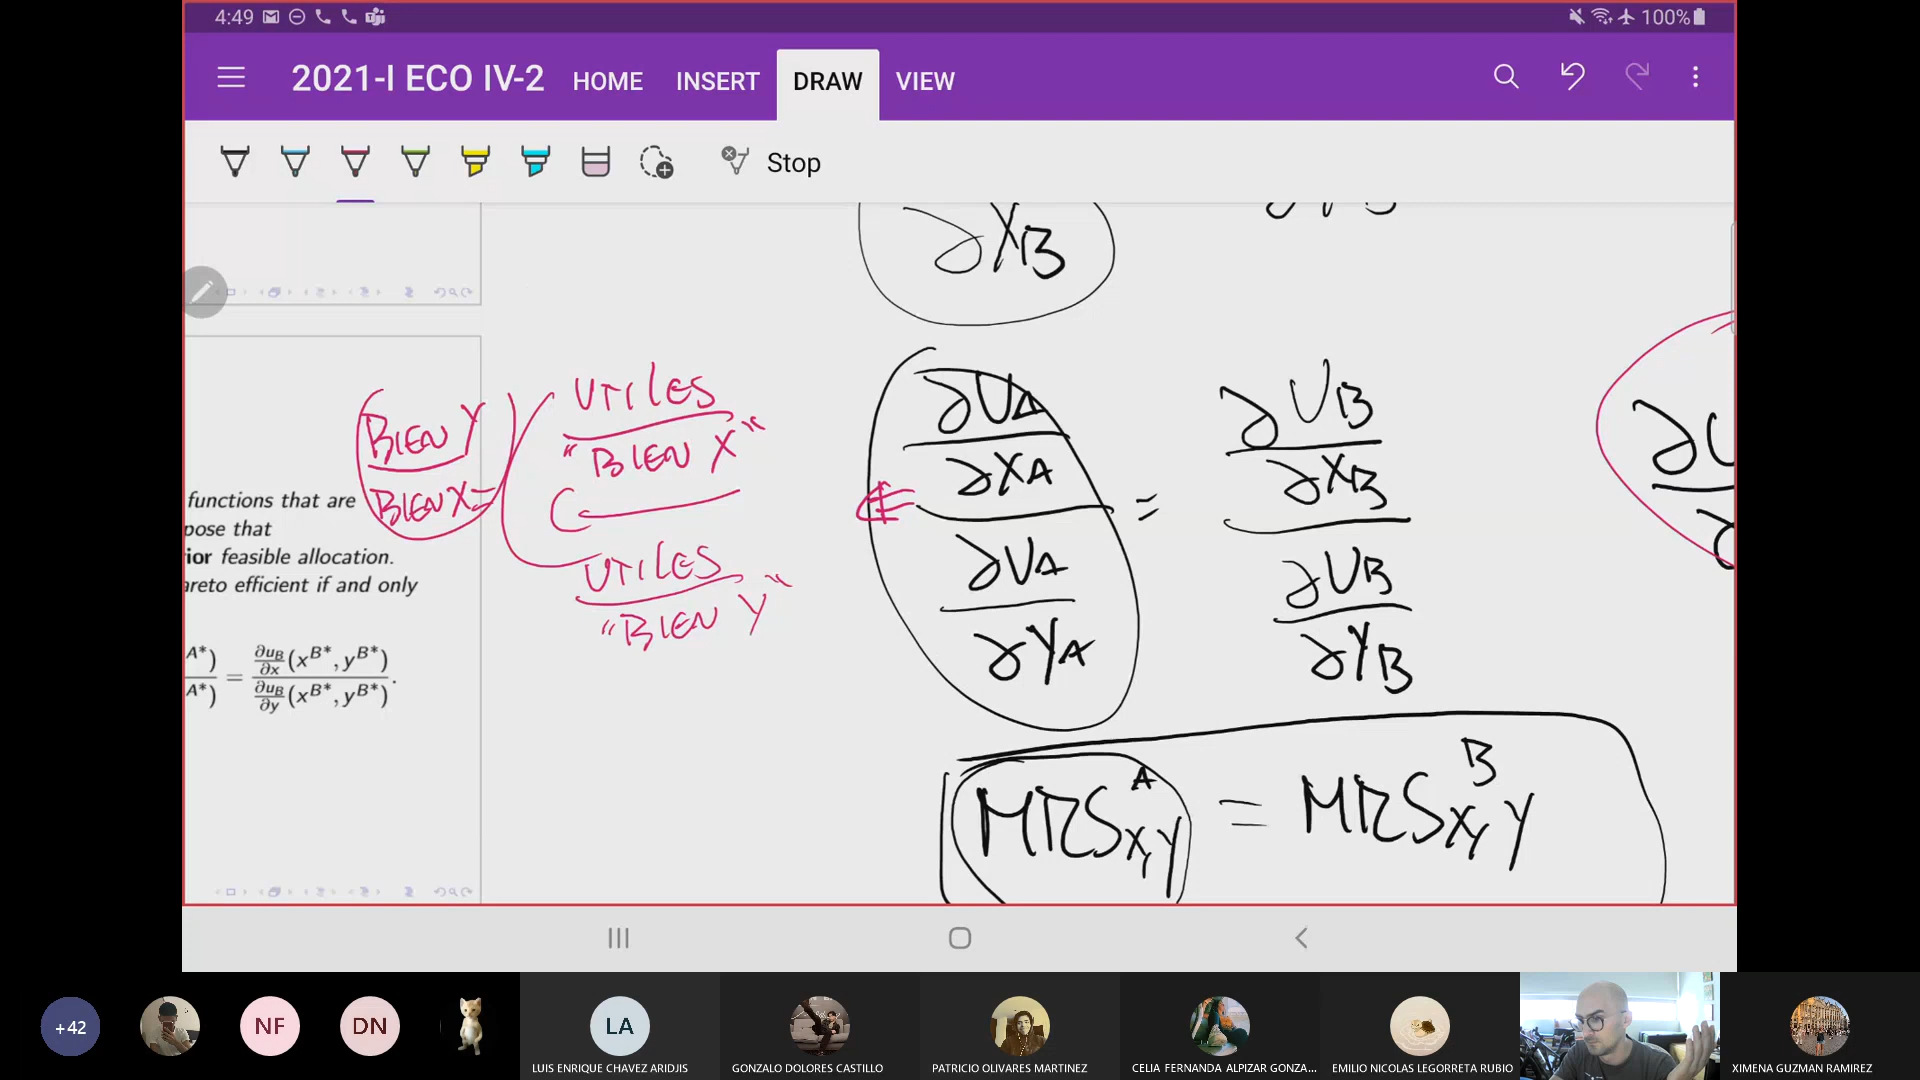 4:49 100%
2021-I ECO IV-2 HOME INSERT DRAW VIEW
Stop
∂XB
UTILES
"BIEN X"
UTILES
"BIEN Y"
BIEN Y
BIEN X =
∂UA
∂XA
∂UA
∂YA
=
∂UB
∂XB
∂UB
∂YB
∂U
functions that are
pose that
ior feasible allocation.
areto efficient if and only
A*) = ∂uB/∂x (x^B*, y^B*)
A*) ∂uB/∂y (x^B*, y^B*).
MRS^A X,Y = MRS^B X,Y
+42
NF
DN
LA
LUIS ENRIQUE CHAVEZ ARIDJIS
GONZALO DOLORES CASTILLO
PATRICIO OLIVARES MARTINEZ
CELIA FERNANDA ALPIZAR GONZA...
EMILIO NICOLAS LEGORRETA RUBIO
XIMENA GUZMAN RAMIREZ